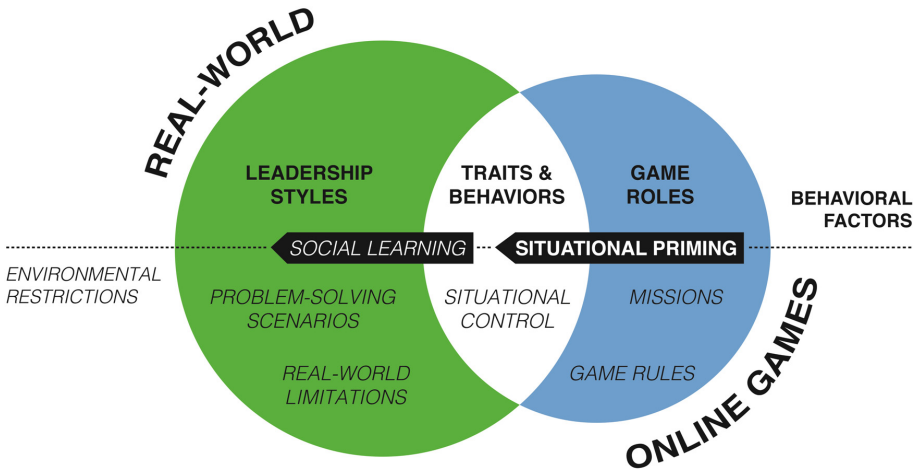 REAL-WORLD
LEADERSHIP
STYLES
TRAITS &
BEHAVIORS
GAME
ROLES
BEHAVIORAL
FACTORS
SOCIAL LEARNING
SITUATIONAL PRIMING
ENVIRONMENTAL
RESTRICTIONS
PROBLEM-SOLVING
SCENARIOS
SITUATIONAL
CONTROL
MISSIONS
REAL-WORLD
LIMITATIONS
GAME RULES
ONLINE GAMES